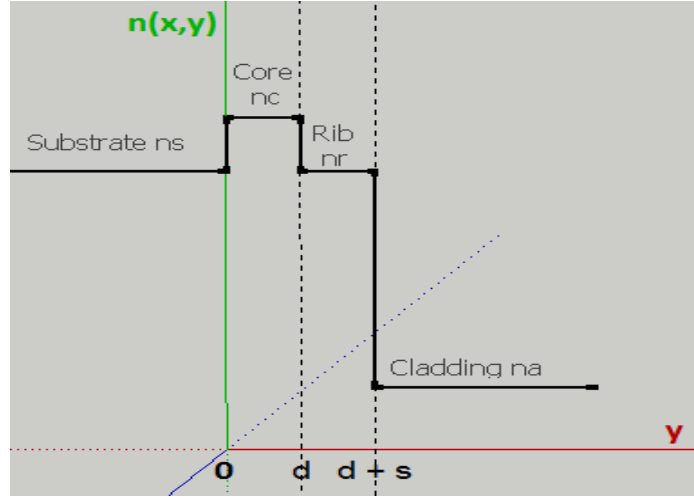 n(x,y)
Core
nc
Substrate ns
Rib
nr
Cladding na
y
0 d d + s